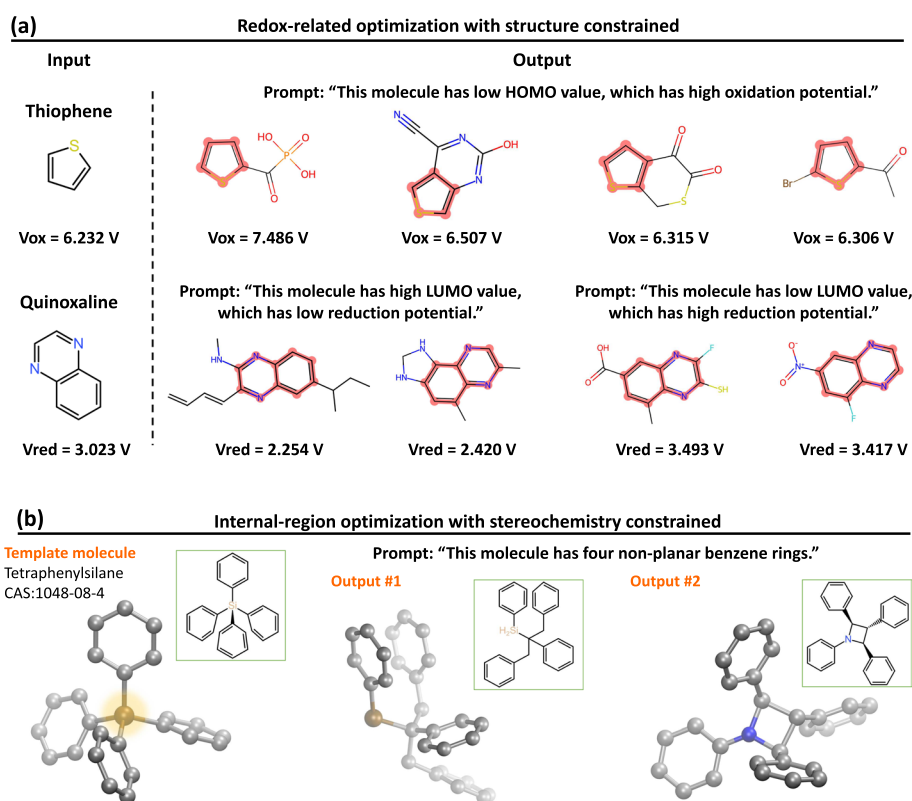 (a)
Redox-related optimization with structure constrained
Input
Output
Prompt: “This molecule has low HOMO value, which has high oxidation potential.”
Thiophene
S
Vox = 6.232 V
HO
P
O
OH
O
Vox = 7.486 V
N
N
OH
N
Vox = 6.507 V
O
O
S
Vox = 6.315 V
Br
O
Vox = 6.306 V
Quinoxaline
Prompt: “This molecule has high LUMO value,
which has low reduction potential.”
Prompt: “This molecule has low LUMO value,
which has high reduction potential.”
N
N
Vred = 3.023 V
HN
N
N
Vred = 2.254 V
H
N
HN
N
N
Vred = 2.420 V
OH
O
N
F
N
SH
Vred = 3.493 V
O-
N+
O
N
N
F
Vred = 3.417 V
(b)
Internal-region optimization with stereochemistry constrained
Template molecule
Tetraphenylsilane
CAS:1048-08-4
Si
Prompt: “This molecule has four non-planar benzene rings.”
Output #1
H2Si
Output #2
N